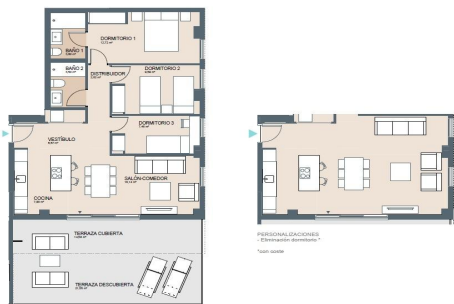 DORMITORIO 1
BAÑO 1
BAÑO 2
DORMITORIO 2
DISTRIBUIDOR
DORMITORIO 3
VESTÍBULO
SALÓN-COMEDOR
COCINA
TERRAZA CUBIERTA
TERRAZA DESCUBIERTA
PERSONALIZACIONES
- Eliminación dormitorio *
*con coste